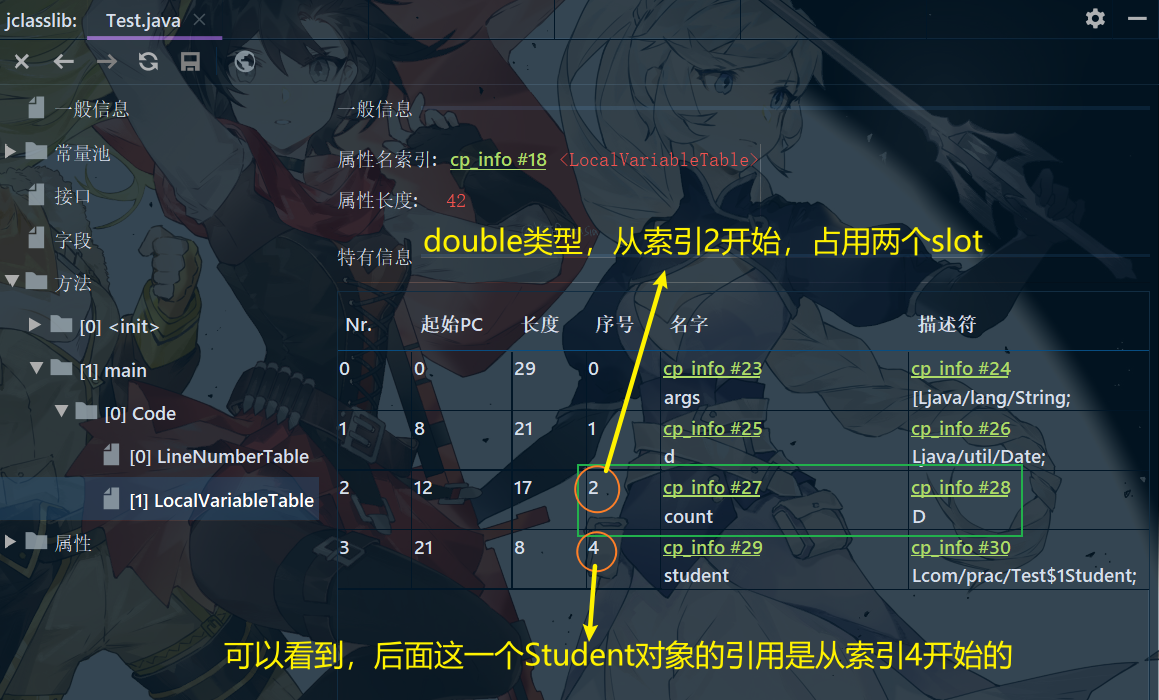 jclasslib: Test.java
一般信息
常量池
接口
字段
方法
[0] <init>
[1] main
[0] Code
[0] LineNumberTable
[1] LocalVariableTable
属性
一般信息
属性名索引: cp_info #18 <LocalVariableTable>
属性长度: 42
特有信息
double类型，从索引2开始，占用两个slot
Nr. 起始PC 长度 序号 名字 描述符
0 0 29 0 cp_info #23 cp_info #24
args [Ljava/lang/String;
1 8 21 1 cp_info #25 cp_info #26
d Ljava/util/Date;
2 12 17 2 cp_info #27 cp_info #28
count D
3 21 8 4 cp_info #29 cp_info #30
student Lcom/prac/Test$1Student;
可以看到，后面这一个Student对象的引用是从索引4开始的